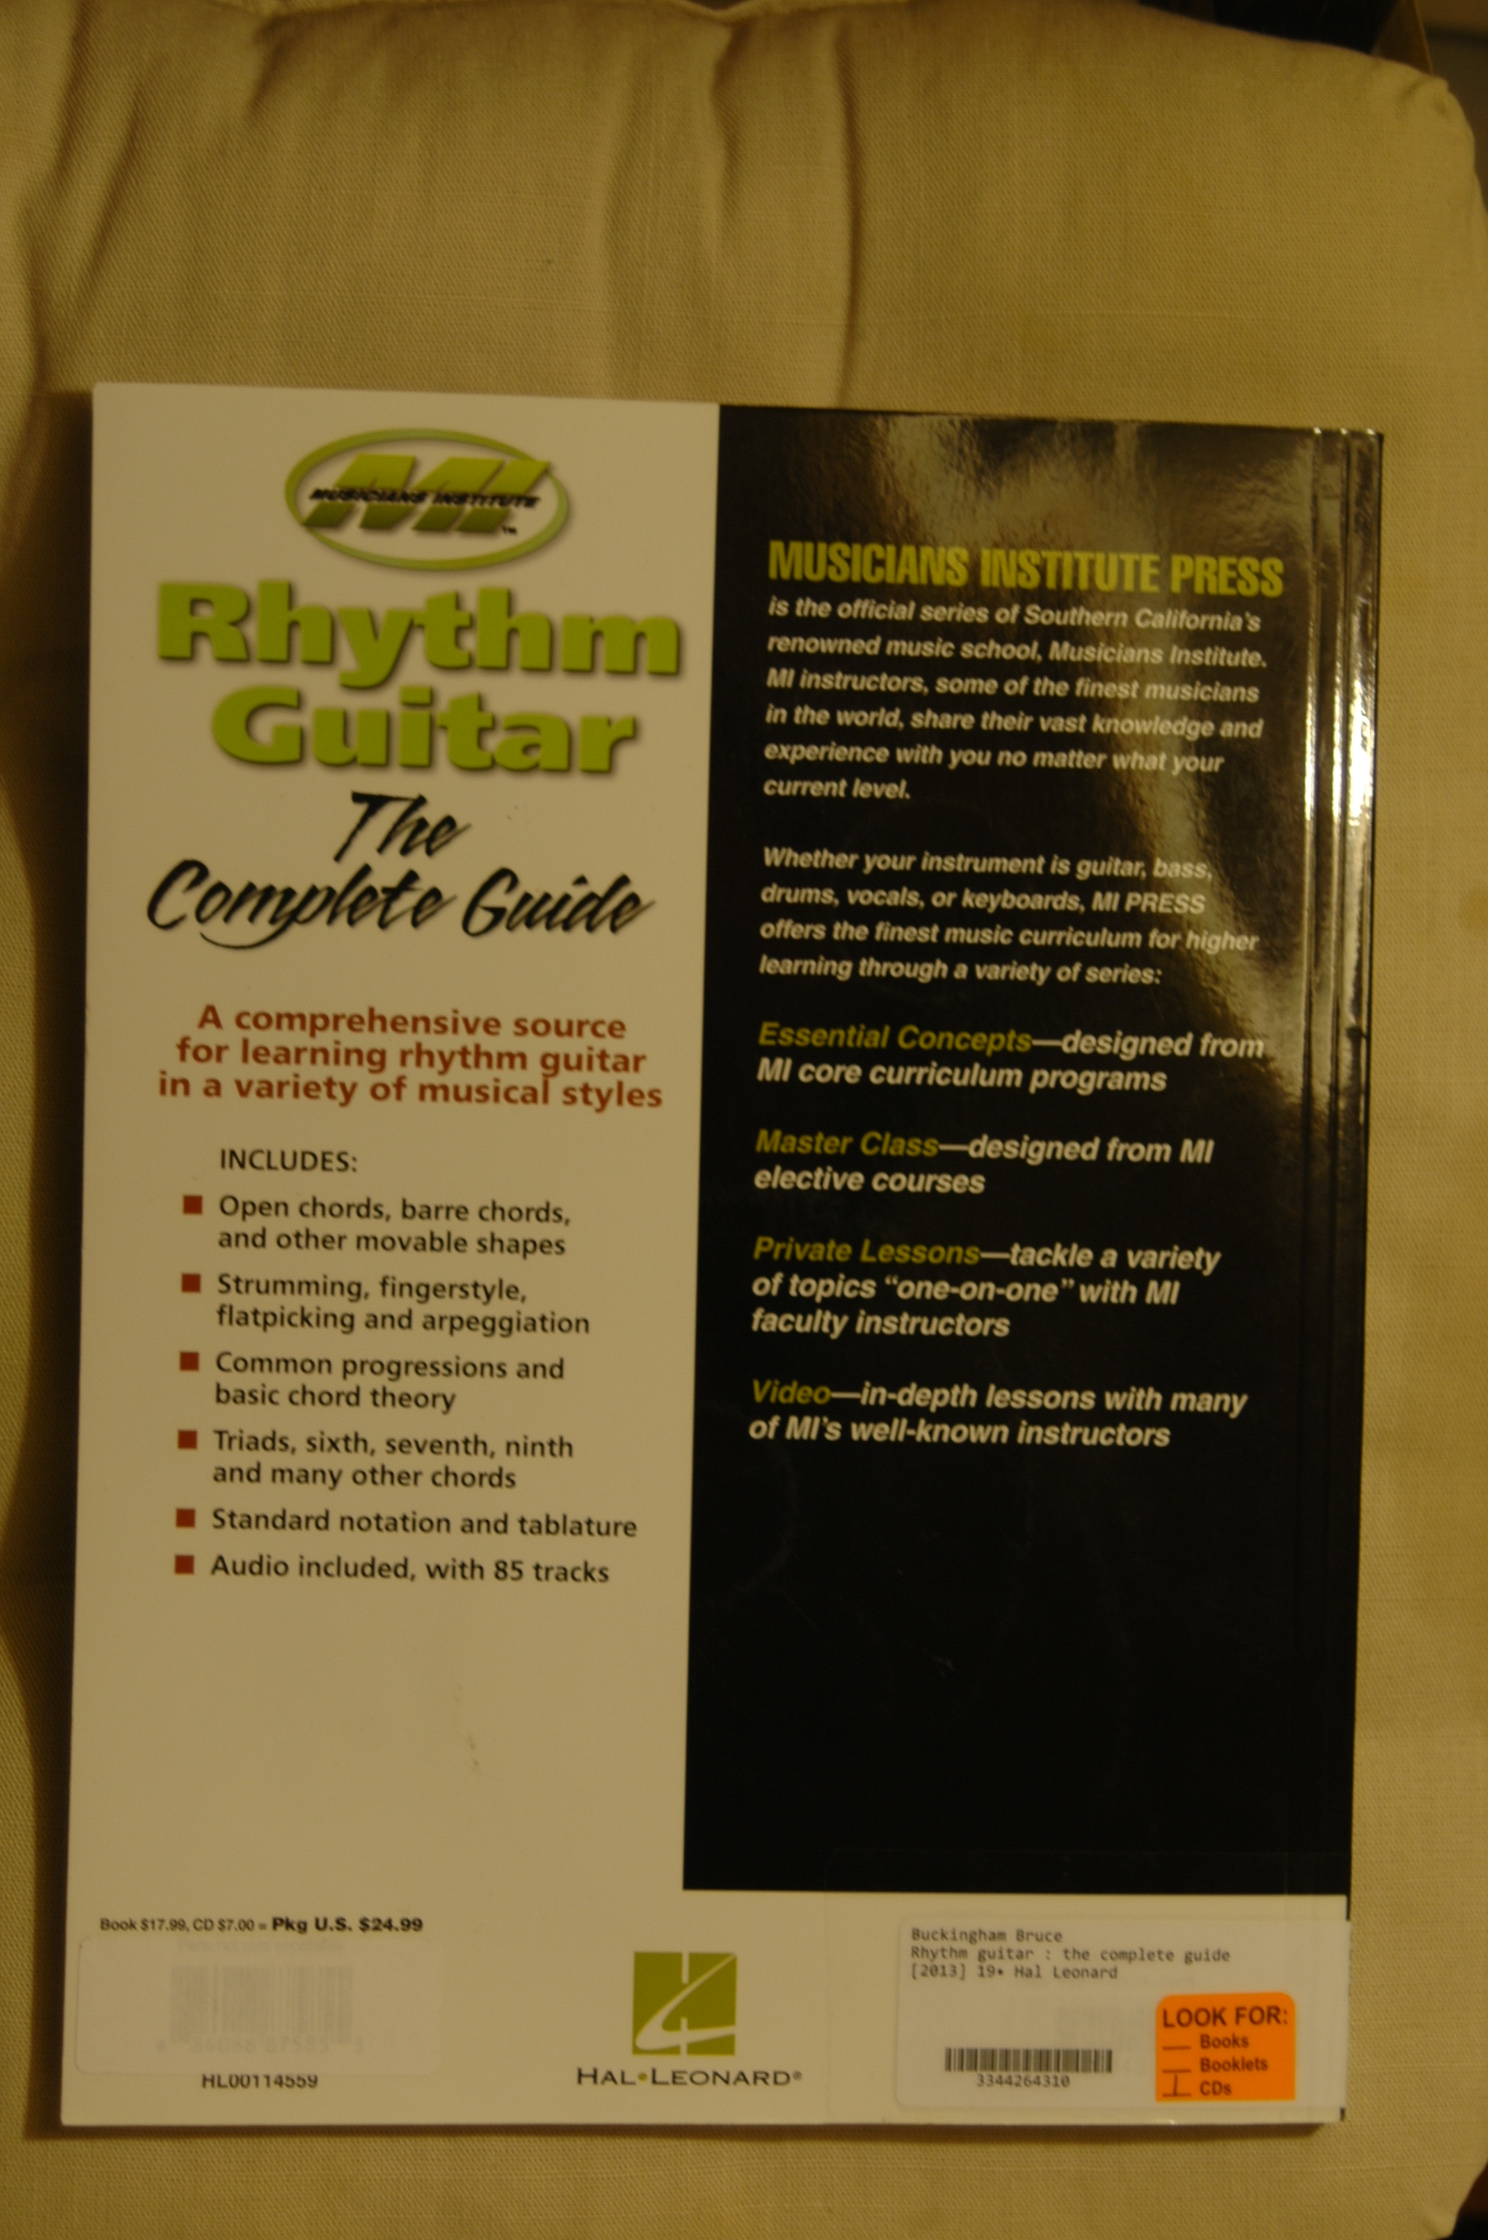 MUSICIANS INSTITUTE™
Rhythm
Guitar
The
Complete Guide
A comprehensive source
for learning rhythm guitar
in a variety of musical styles
INCLUDES:
■ Open chords, barre chords,
and other movable shapes
■ Strumming, fingerstyle,
flatpicking and arpeggiation
■ Common progressions and
basic chord theory
■ Triads, sixth, seventh, ninth
and many other chords
■ Standard notation and tablature
■ Audio included, with 85 tracks
MUSICIANS INSTITUTE PRESS
is the official series of Southern California's
renowned music school, Musicians Institute.
MI instructors, some of the finest musicians
in the world, share their vast knowledge and
experience with you no matter what your
current level.
Whether your instrument is guitar, bass,
drums, vocals, or keyboards, MI PRESS
offers the finest music curriculum for higher
learning through a variety of series:
Essential Concepts—designed from
MI core curriculum programs
Master Class—designed from MI
elective courses
Private Lessons—tackle a variety
of topics “one-on-one” with MI
faculty instructors
Video—in-depth lessons with many
of MI's well-known instructors
Book $17.99, CD $7.00 = Pkg U.S. $24.99
HL00114559
HAL•LEONARD®
Buckingham Bruce
Rhythm guitar : the complete guide
[2013] 19• Hal Leonard
3344264310
LOOK FOR:
__ Books
__ Booklets
1 CDs